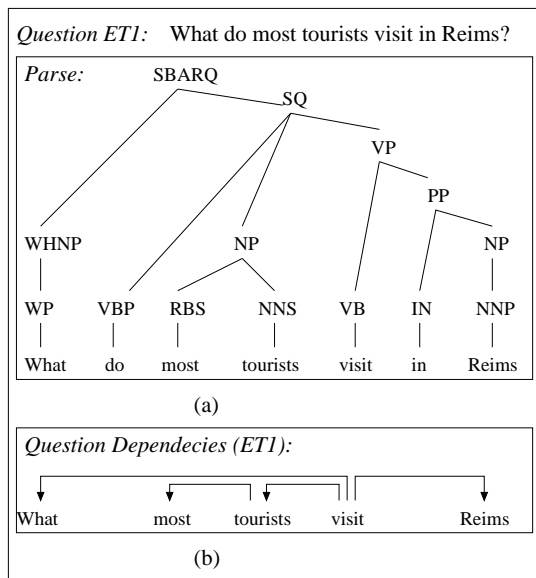 Question ET1: What do most tourists visit in Reims?
Parse: SBARQ
SQ
VP
PP
WHNP NP NP
WP VBP RBS NNS VB IN NNP
What do most tourists visit in Reims
(a)
Question Dependecies (ET1):
What most tourists visit Reims
(b)